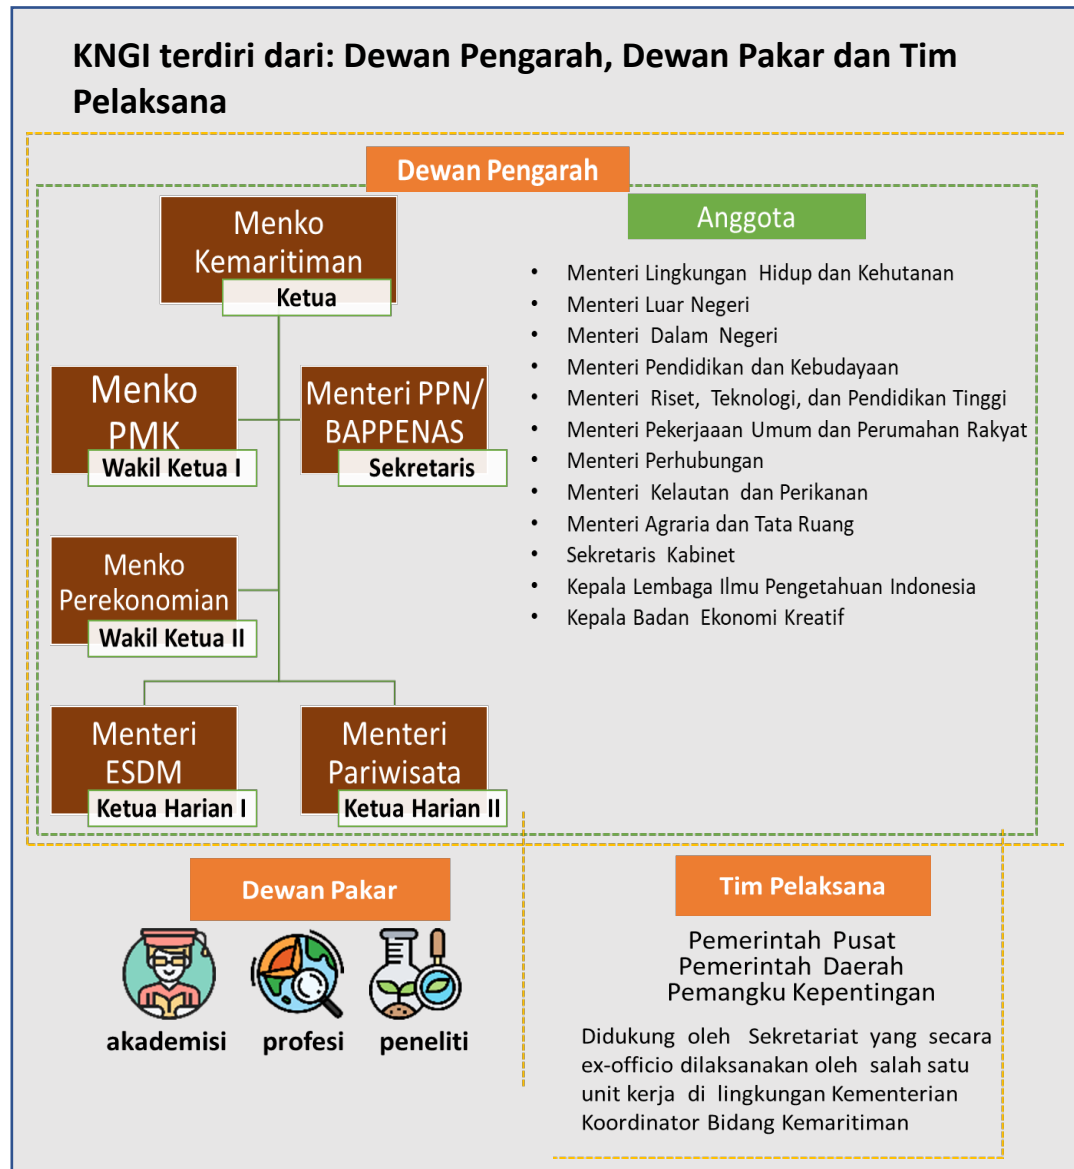 KNGI terdiri dari: Dewan Pengarah, Dewan Pakar dan Tim
Pelaksana
Dewan Pengarah
Menko
Kemaritiman
Ketua
Menko
PMK
Wakil Ketua I
Menteri PPN/
BAPPENAS
Sekretaris
Menko
Perekonomian
Wakil Ketua II
Menteri
ESDM
Ketua Harian I
Menteri
Pariwisata
Ketua Harian II
Anggota
• Menteri Lingkungan Hidup dan Kehutanan
• Menteri Luar Negeri
• Menteri Dalam Negeri
• Menteri Pendidikan dan Kebudayaan
• Menteri Riset, Teknologi, dan Pendidikan Tinggi
• Menteri Pekerjaaan Umum dan Perumahan Rakyat
• Menteri Perhubungan
• Menteri Kelautan dan Perikanan
• Menteri Agraria dan Tata Ruang
• Sekretaris Kabinet
• Kepala Lembaga Ilmu Pengetahuan Indonesia
• Kepala Badan Ekonomi Kreatif
Dewan Pakar
akademisi
profesi
peneliti
Tim Pelaksana
Pemerintah Pusat
Pemerintah Daerah
Pemangku Kepentingan
Didukung oleh Sekretariat yang secara
ex-officio dilaksanakan oleh salah satu
unit kerja di lingkungan Kementerian
Koordinator Bidang Kemaritiman